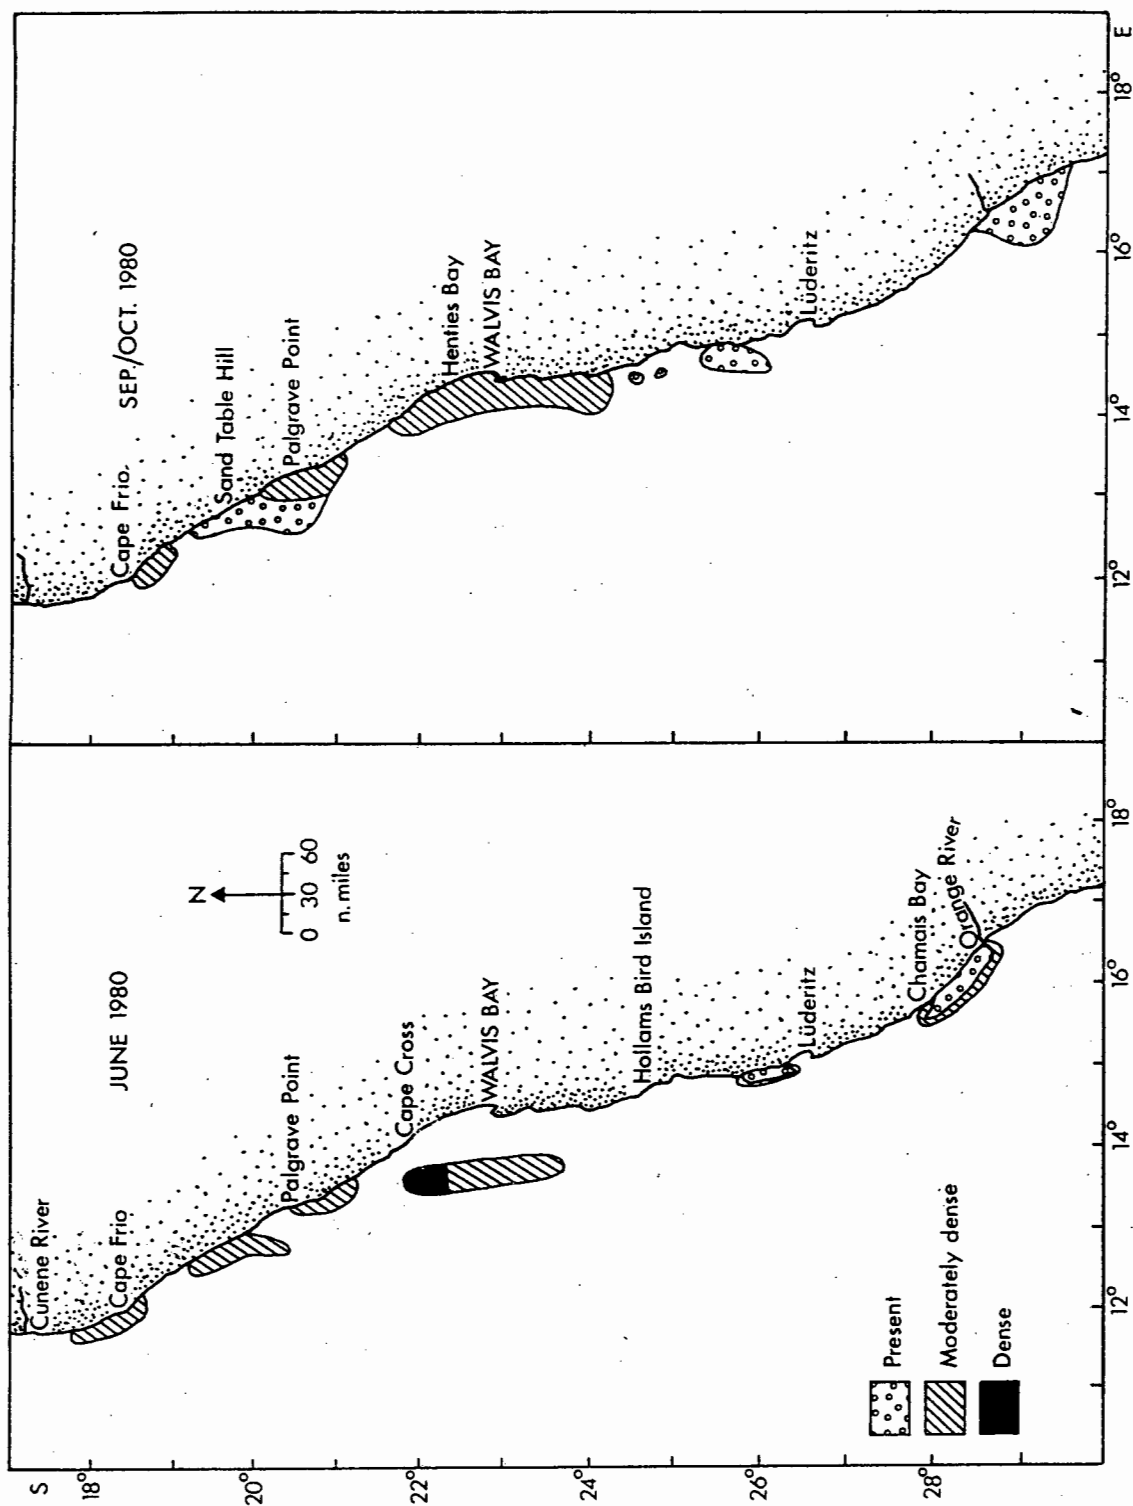 S
18°
20°
22°
24°
26°
28°
JUNE 1980
N
0 30 60
n. miles
Cunene River
Cape Frio
Palgrave Point
Cape Cross
WALVIS BAY
Hollams Bird Island
Lüderitz
Chamais Bay
Orange River
Present
Moderately dense
Dense
12°
14°
16°
18°
SEP./OCT. 1980
Cape Frio.
Sand Table Hill
Palgrave Point
Henties Bay
WALVIS BAY
Lüderitz
12°
14°
16°
18°
E